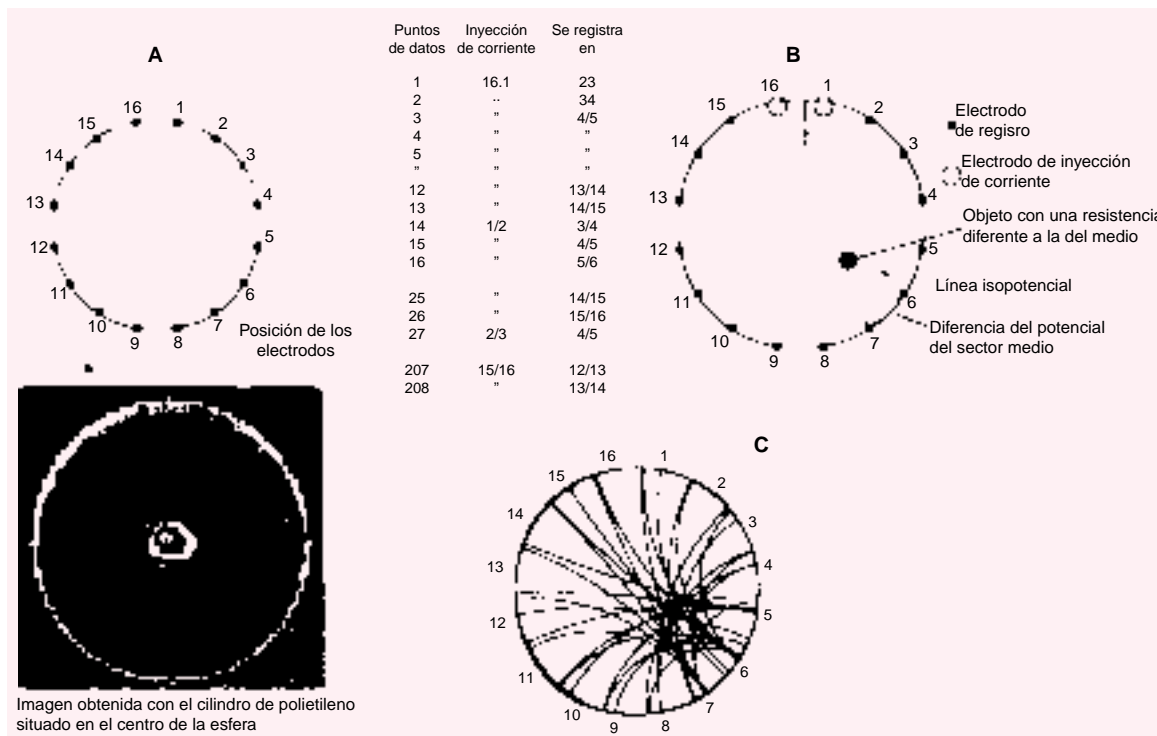 A
16 1
15 2
14 3
13 4
12 5
11 6
10 7
9 8
Posición de los
electrodos
Puntos Inyección Se registra
de datos de corriente en
1 16.1 23
2 ·· 34
3 ” 4/5
4 ” ”
5 ” ”
” ” ”
12 ” 13/14
13 ” 14/15
14 1/2 3/4
15 ” 4/5
16 ” 5/6
25 ” 14/15
26 ” 15/16
27 2/3 4/5
207 15/16 12/13
208 ” 13/14
B
16 1
15 2
14 3
13 4
12 5
11 6
10 7
9 8
Electrodo
de regisro
Electrodo de inyección
de corriente
Objeto con una resistencia
diferente a la del medio
Línea isopotencial
Diferencia del potencial
del sector medio
Imagen obtenida con el cilindro de polietileno
situado en el centro de la esfera
C
16 1
15 2
14 3
13 4
12 5
11 6
10 7
9 8